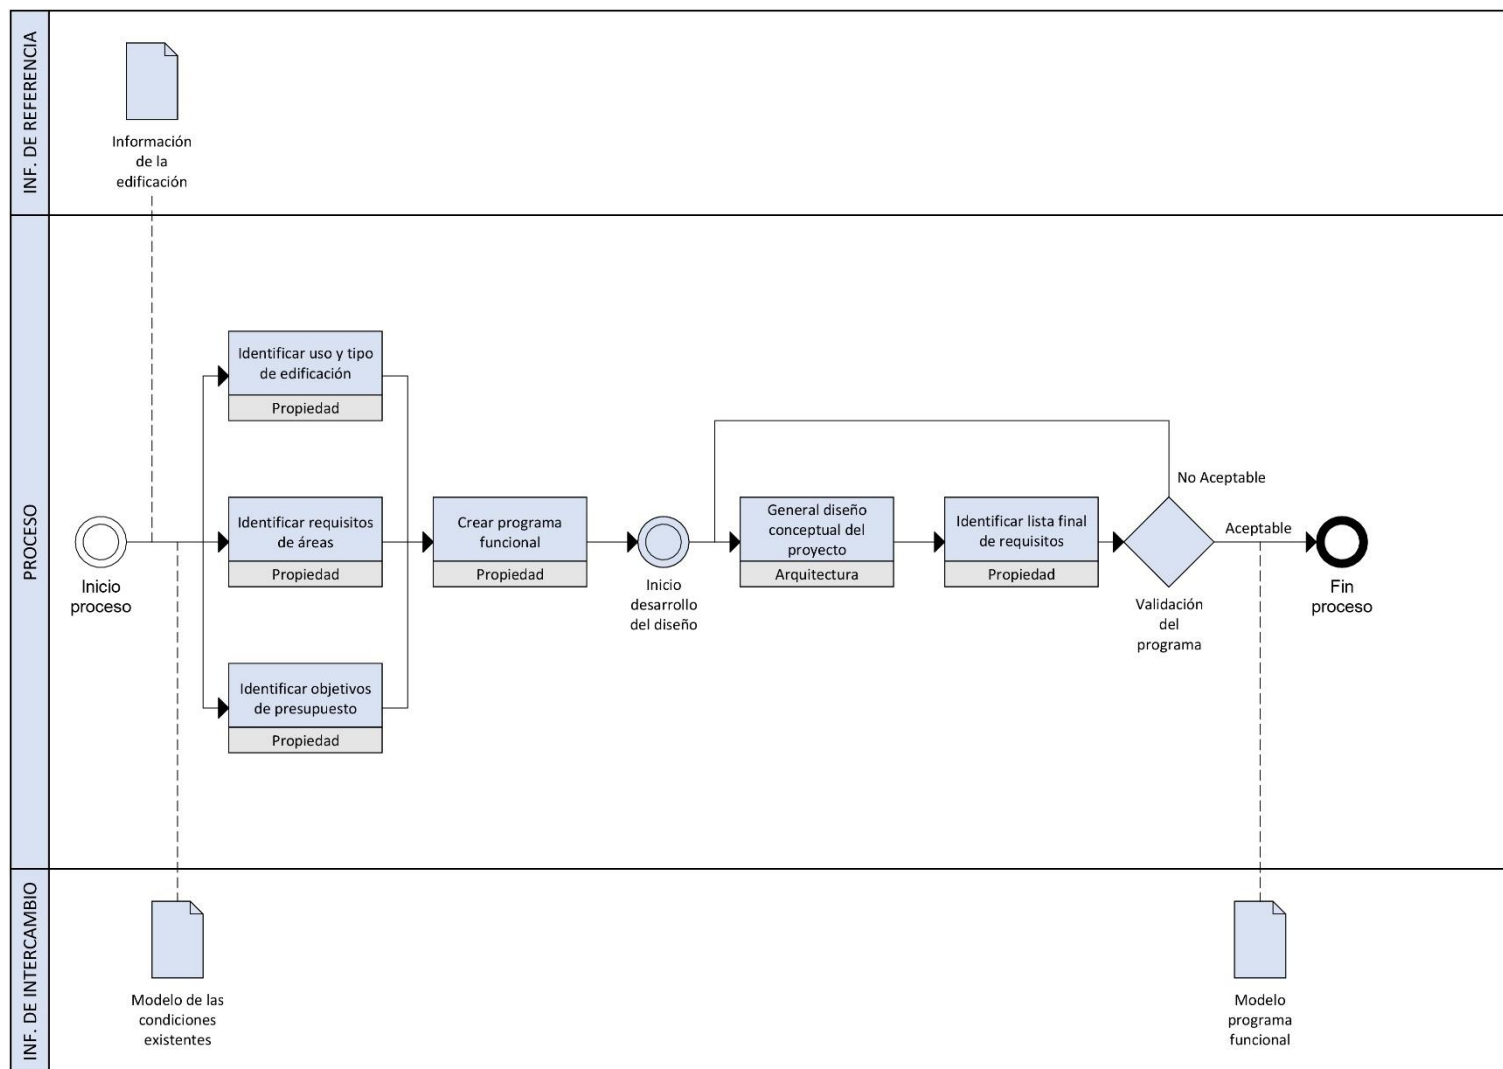 INF. DE REFERENCIA
Información
de la
edificación
PROCESO
Inicio
proceso
Identificar uso y tipo
de edificación
Propiedad
Identificar requisitos
de áreas
Propiedad
Identificar objetivos
de presupuesto
Propiedad
Crear programa
funcional
Propiedad
Inicio
desarrollo
del diseño
General diseño
conceptual del
proyecto
Arquitectura
Identificar lista final
de requisitos
Propiedad
No Aceptable
Aceptable
Validación
del
programa
Fin
proceso
INF. DE INTERCAMBIO
Modelo de las
condiciones
existentes
Modelo
programa
funcional